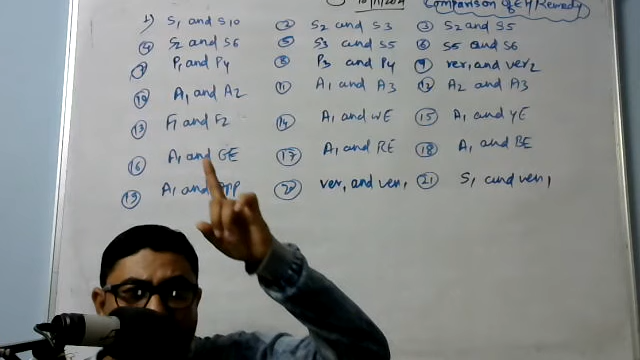 Comparison of EH Remedy
1) S1 and S10 ② S2 and S3 ③ S2 and S5
④ S2 and S6 ⑤ S3 and S5 ⑥ S5 and S6
⑦ P1 and P4 ⑧ P3 and P4 ⑨ ver1 and ver2
⑩ A1 and A2 ⑪ A1 and A3 ⑫ A2 and A3
⑬ F1 and F2 ⑭ A1 and WE ⑮ A1 and YE
⑯ A1 and GE ⑰ A1 and RE ⑱ A1 and BE
⑲ A1 and ⑳ ver1 and ven1 ㉑ S1 and ven1